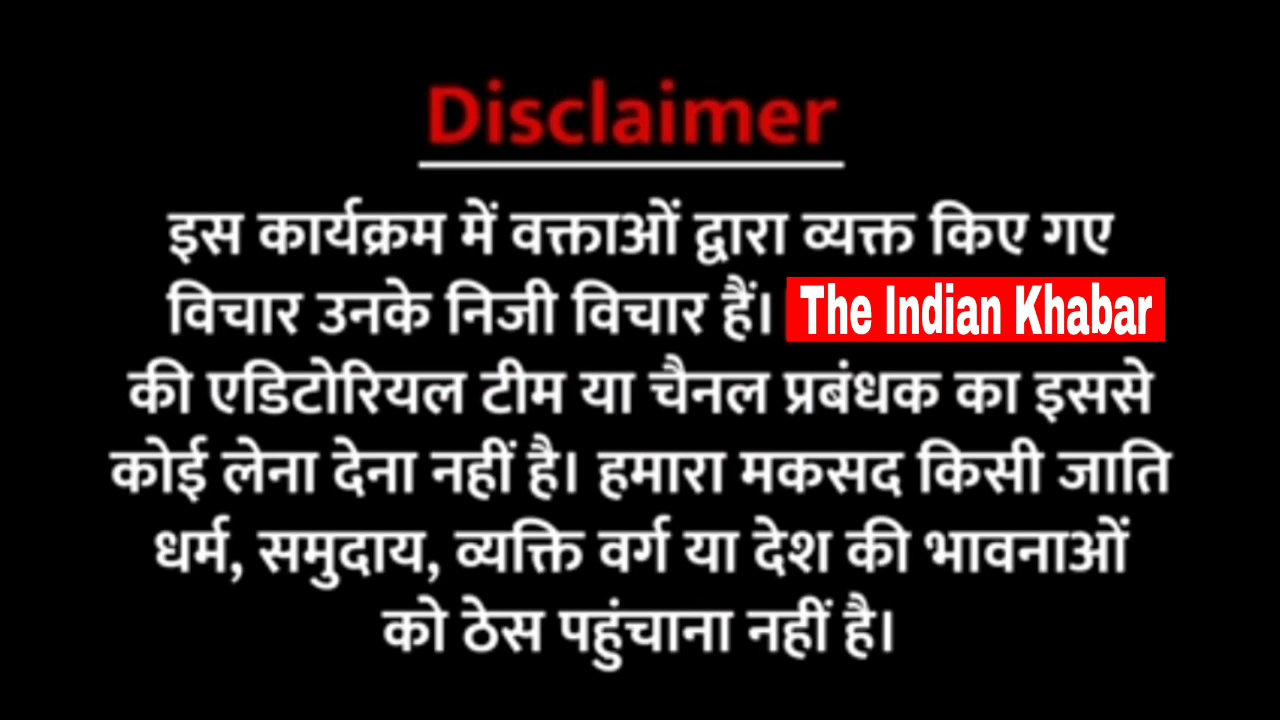 Disclaimer
इस कार्यक्रम में वक्ताओं द्वारा व्यक्त किए गए
विचार उनके निजी विचार हैं। The Indian Khabar
की एडिटोरियल टीम या चैनल प्रबंधक का इससे
कोई लेना देना नहीं है। हमारा मकसद किसी जाति
धर्म, समुदाय, व्यक्ति वर्ग या देश की भावनाओं
को ठेस पहुंचाना नहीं है।